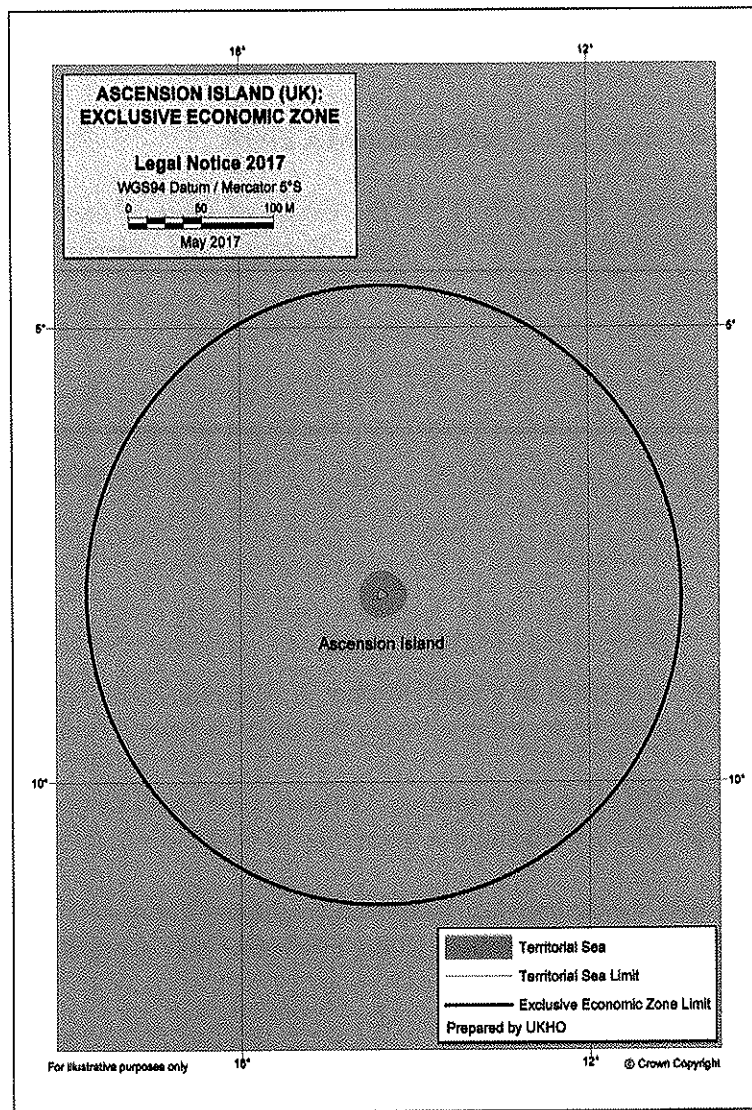 16° 12°
ASCENSION ISLAND (UK):
EXCLUSIVE ECONOMIC ZONE
Legal Notice 2017
WGS94 Datum / Mercator 5°S
0 50 100 M
May 2017
5° 5°
Ascension Island
10° 10°
Territorial Sea
Territorial Sea Limit
Exclusive Economic Zone Limit
Prepared by UKHO
For illustrative purposes only 16° 12° © Crown Copyright